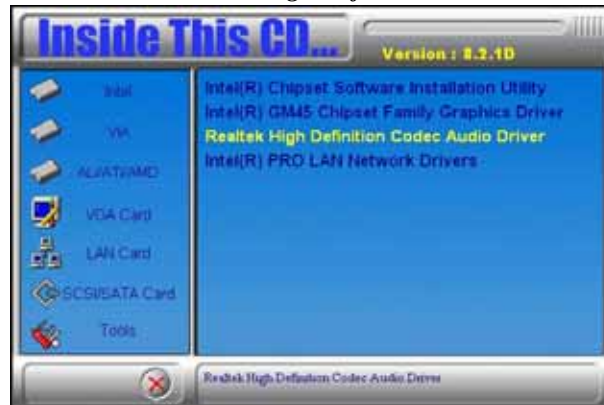 Inside This CD...
Version : 8.2.1D
Intel
VIA
ALI/ATI/AMD
VGA Card
LAN Card
SCSI/SATA Card
Tools
Intel(R) Chipset Software Installation Utility
Intel(R) GM45 Chipset Family Graphics Driver
Realtek High Definition Codec Audio Driver
Intel(R) PRO LAN Network Drivers
Realtek High Definition Codec Audio Driver